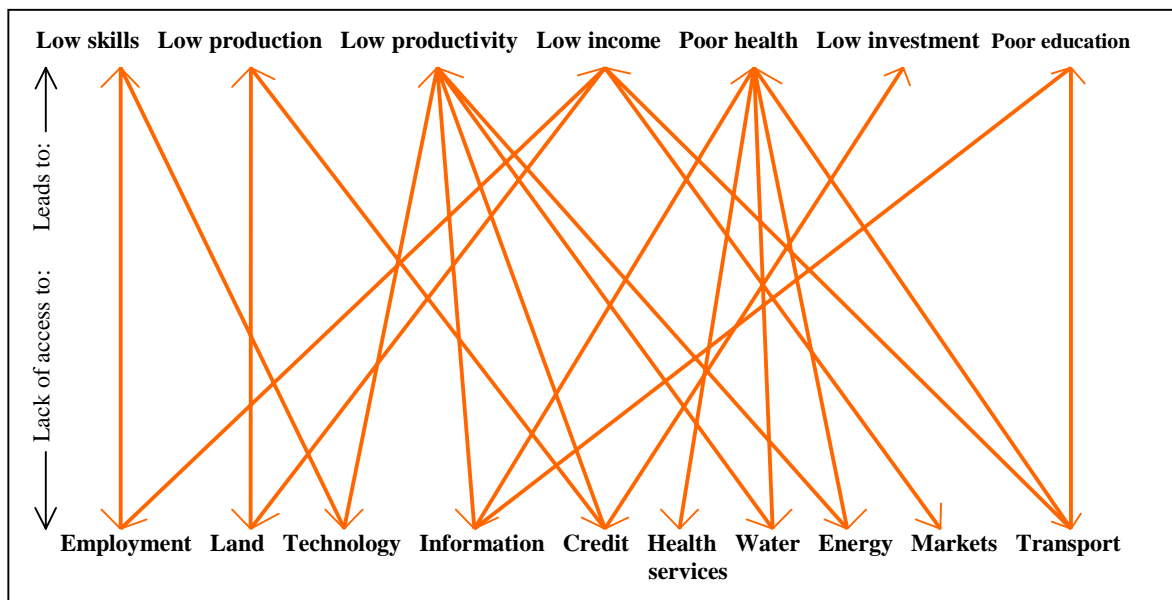 Low skills Low production Low productivity Low income Poor health Low investment Poor education
Leads to:
Lack of access to:
Employment Land Technology Information Credit Health Water Energy Markets Transport
services